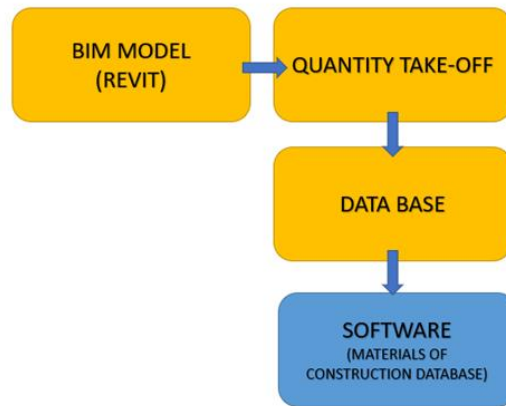 BIM MODEL
(REVIT)
QUANTITY TAKE-OFF
DATA BASE
SOFTWARE
(MATERIALS OF
CONSTRUCTION DATABASE)